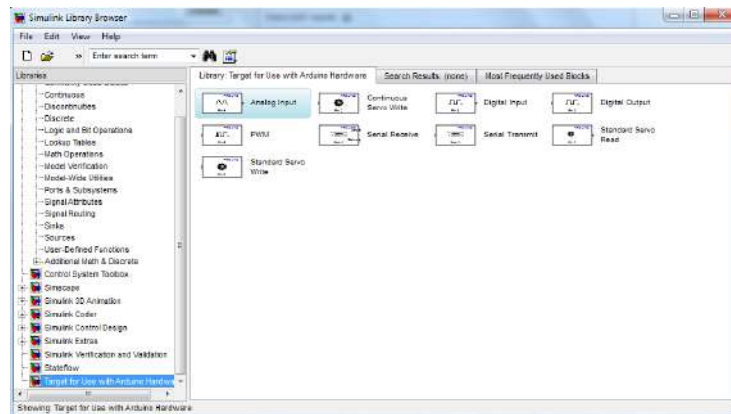 Simulink Library Browser
File Edit View Help
» Enter search term
Libraries
Library: Target for Use with Arduino Hardware
Search Results: (none)
Most Frequently Used Blocks
Continuous
Discontinuities
Discrete
Logic and Bit Operations
Lookup Tables
Math Operations
Model Verification
Model-Wide Utilities
Ports & Subsystems
Signal Attributes
Signal Routing
Sinks
Sources
User-Defined Functions
Additional Math & Discrete
Control System Toolbox
Simscape
Simulink 3D Animation
Simulink Coder
Simulink Control Design
Simulink Extras
Simulink Verification and Validation
Stateflow
Target for Use with Arduino Hardwa
Analog Input
Continuous
Servo Write
Digital Input
Digital Output
PWM
Serial Receive
Serial Transmit
Standard Servo
Read
Standard Servo
Write
Showing: Target for Use with Arduino Hardware